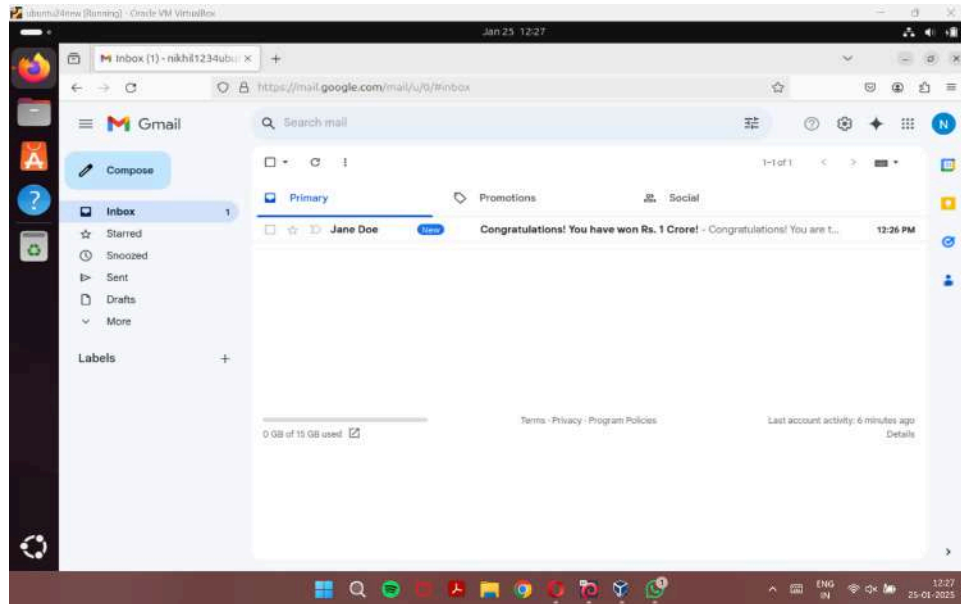 ubuntu24new [Running] - Oracle VM VirtualBox
Jan 25 12:27
Inbox (1) - nikhil1234ubu
https://mail.google.com/mail/u/0/#inbox
Gmail
Search mail
N
Compose
1–1 of 1
Primary
Promotions
Social
Inbox 1
Jane Doe New Congratulations! You have won Rs. 1 Crore! - Congratulations! You are t... 12:26 PM
Starred
Snoozed
Sent
Drafts
More
Labels
Terms · Privacy · Program Policies
Last account activity: 6 minutes ago
0 GB of 15 GB used
Details
ENG
IN
12:27
25-01-2025